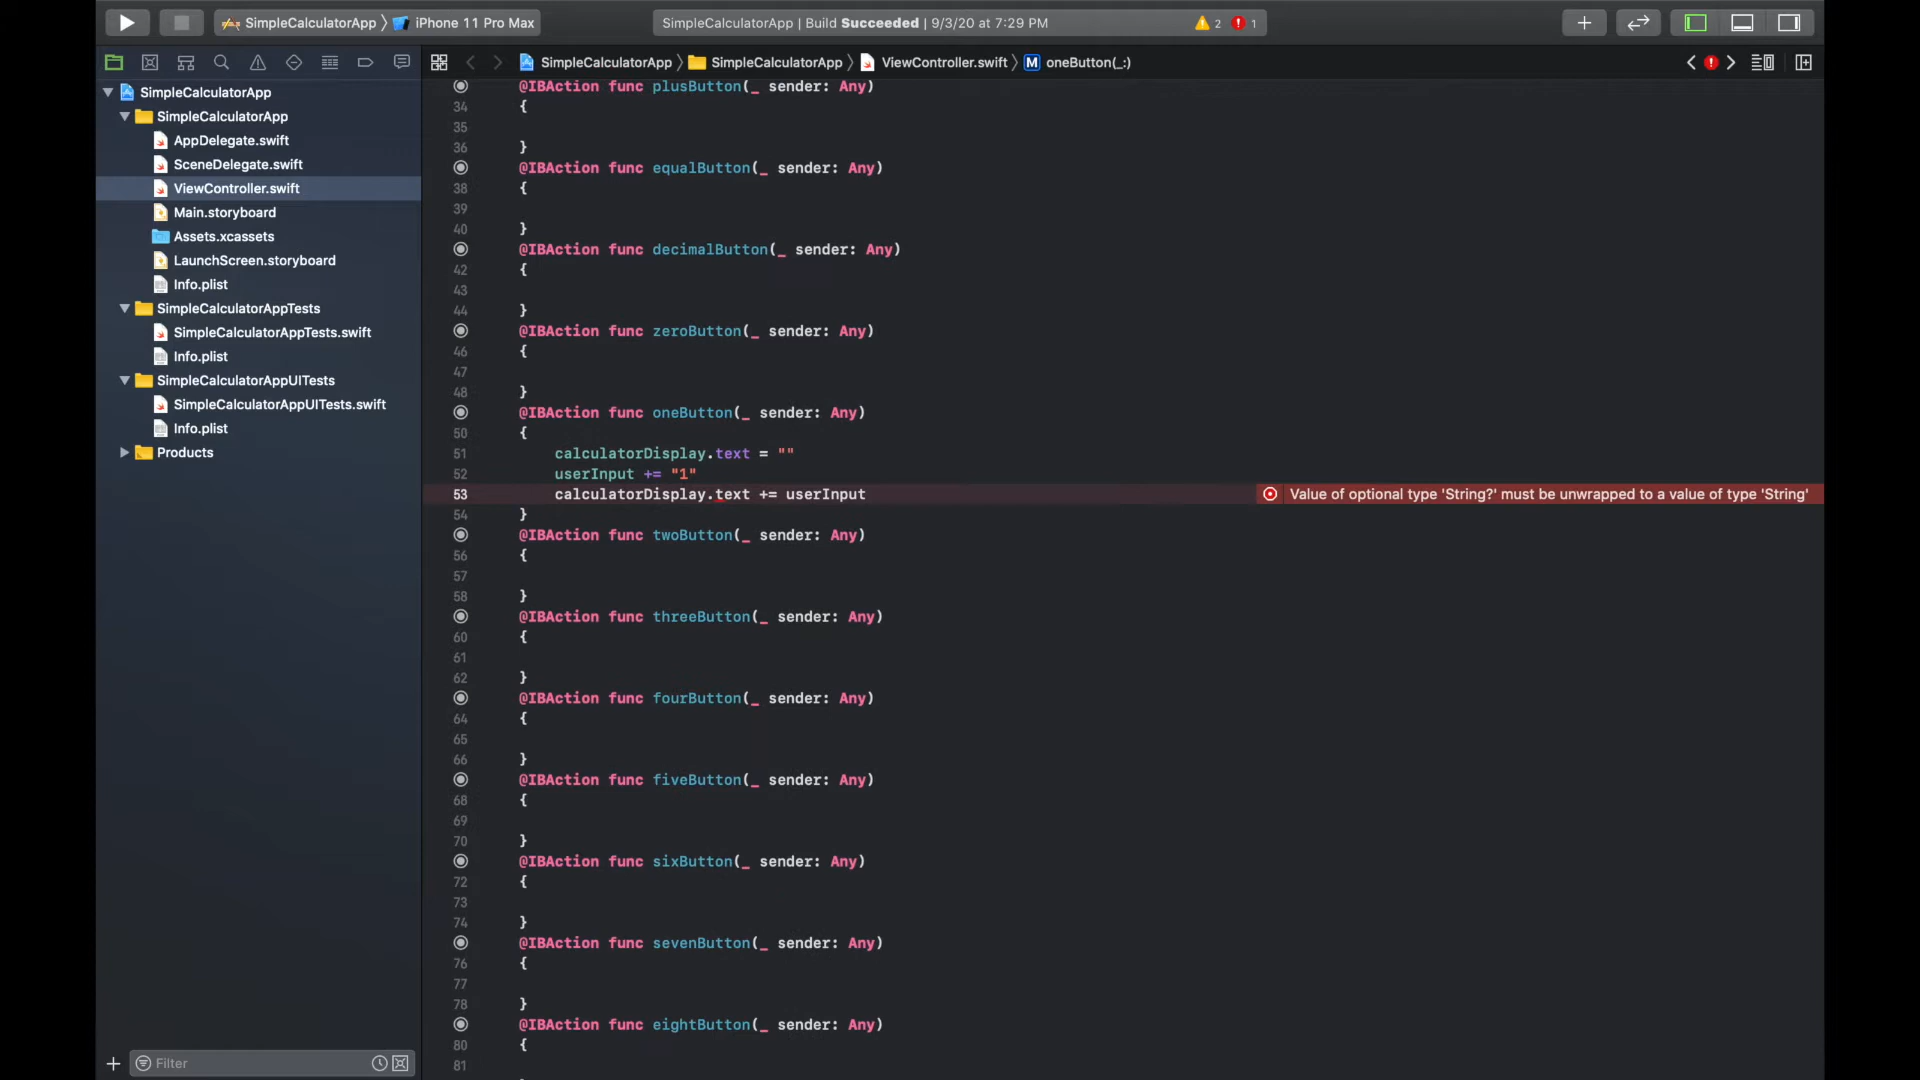 SimpleCalculatorApp 〉 iPhone 11 Pro Max
SimpleCalculatorApp | Build Succeeded | 9/3/20 at 7:29 PM
2
1
SimpleCalculatorApp 〉 SimpleCalculatorApp 〉 ViewController.swift 〉 M oneButton(_:)
SimpleCalculatorApp
SimpleCalculatorApp
AppDelegate.swift
SceneDelegate.swift
ViewController.swift
Main.storyboard
Assets.xcassets
LaunchScreen.storyboard
Info.plist
SimpleCalculatorAppTests
SimpleCalculatorAppTests.swift
Info.plist
SimpleCalculatorAppUITests
SimpleCalculatorAppUITests.swift
Info.plist
Products
Filter
@IBAction func plusButton(_ sender: Any)
34 {
35
36 }
@IBAction func equalButton(_ sender: Any)
38 {
39
40 }
@IBAction func decimalButton(_ sender: Any)
42 {
43
44 }
@IBAction func zeroButton(_ sender: Any)
46 {
47
48 }
@IBAction func oneButton(_ sender: Any)
50 {
51 calculatorDisplay.text = ""
52 userInput += "1"
53 calculatorDisplay.text += userInput
Value of optional type 'String?' must be unwrapped to a value of type 'String'
54 }
@IBAction func twoButton(_ sender: Any)
56 {
57
58 }
@IBAction func threeButton(_ sender: Any)
60 {
61
62 }
@IBAction func fourButton(_ sender: Any)
64 {
65
66 }
@IBAction func fiveButton(_ sender: Any)
68 {
69
70 }
@IBAction func sixButton(_ sender: Any)
72 {
73
74 }
@IBAction func sevenButton(_ sender: Any)
76 {
77
78 }
@IBAction func eightButton(_ sender: Any)
80 {
81